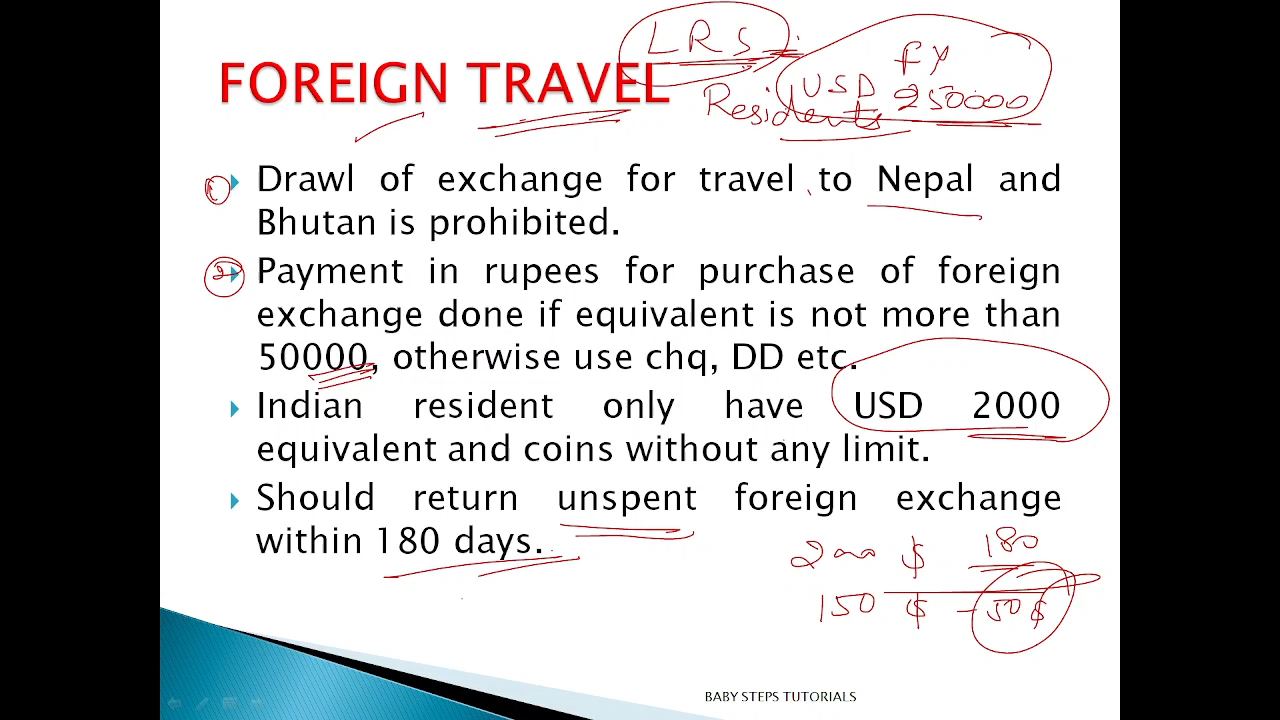 LRS
FY
FOREIGN TRAVEL
USD 250000
Residents
1 Drawl of exchange for travel to Nepal and
Bhutan is prohibited.
2 Payment in rupees for purchase of foreign
exchange done if equivalent is not more than
50000, otherwise use chq, DD etc.
Indian resident only have USD 2000
equivalent and coins without any limit.
Should return unspent foreign exchange
within 180 days.
$ 180
150 $ - 50 $
BABY STEPS TUTORIALS